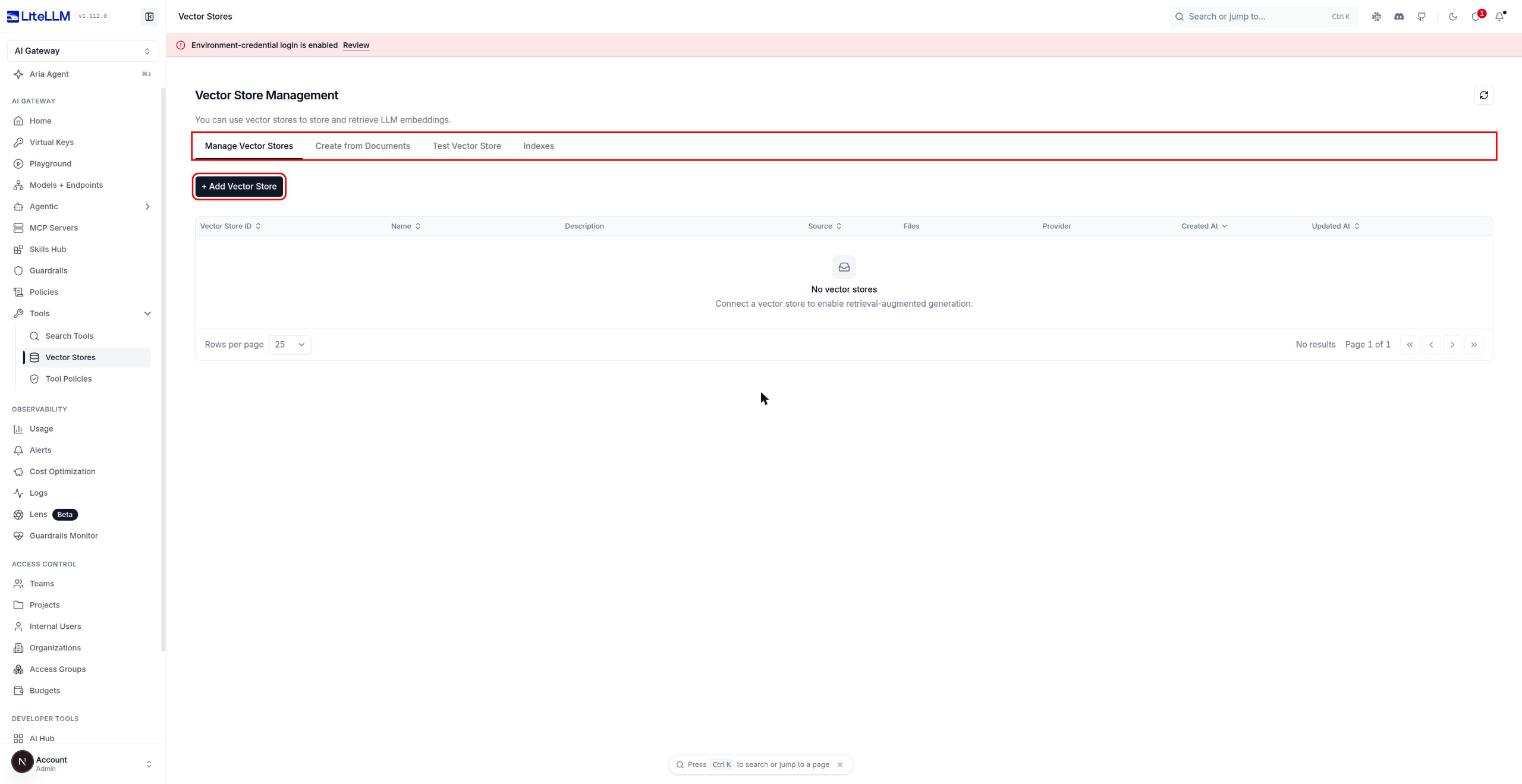 LiteLLM v1.112.0
Vector Stores
Search or jump to... Ctrl K
1
AI Gateway
Environment-credential login is enabled Review
Aria Agent ⌘J
AI GATEWAY
Home
Virtual Keys
Playground
Models + Endpoints
Agentic
MCP Servers
Skills Hub
Guardrails
Policies
Tools
Search Tools
Vector Stores
Tool Policies
OBSERVABILITY
Usage
Alerts
Cost Optimization
Logs
Lens Beta
Guardrails Monitor
ACCESS CONTROL
Teams
Projects
Internal Users
Organizations
Access Groups
Budgets
DEVELOPER TOOLS
AI Hub
N Account
Admin
Vector Store Management
You can use vector stores to store and retrieve LLM embeddings.
Manage Vector Stores Create from Documents Test Vector Store Indexes
+ Add Vector Store
Vector Store ID Name Description Source Files Provider Created At Updated At
No vector stores
Connect a vector store to enable retrieval-augmented generation.
Rows per page 25 No results Page 1 of 1
Press Ctrl K to search or jump to a page